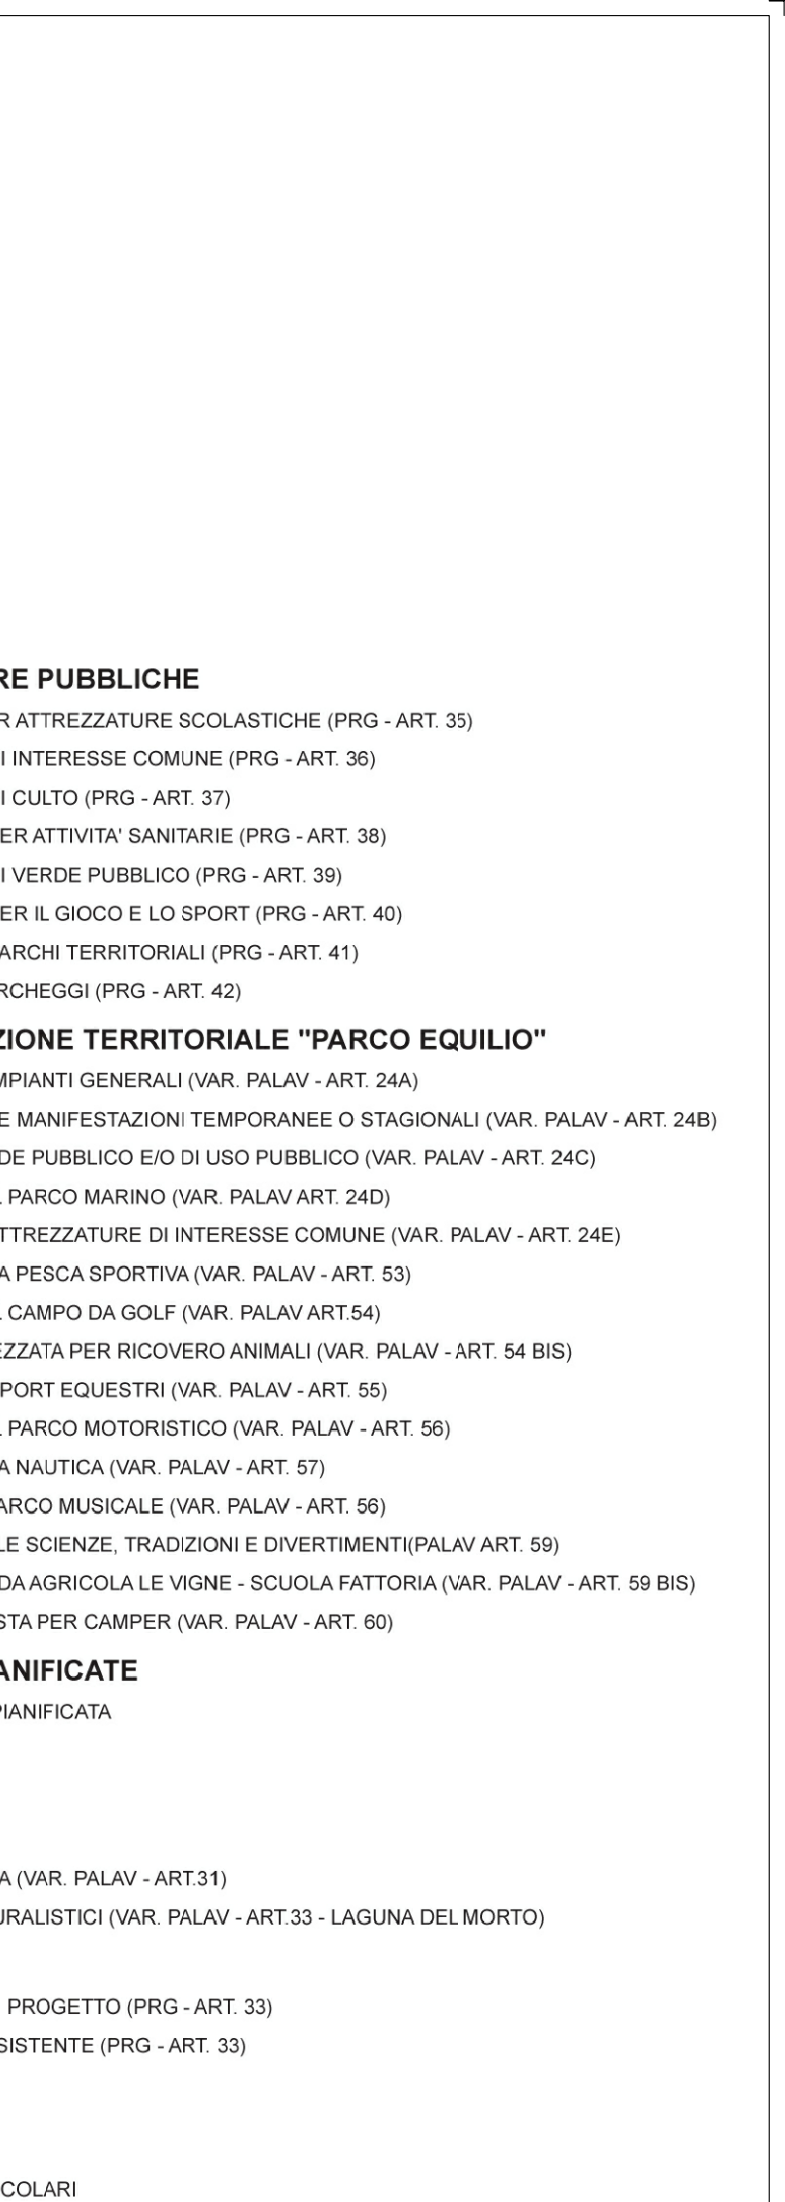 RE PUBBLICHE
R ATTREZZATURE SCOLASTICHE (PRG - ART. 35)
I INTERESSE COMUNE (PRG - ART. 36)
I CULTO (PRG - ART. 37)
ER ATTIVITA' SANITARIE (PRG - ART. 38)
I VERDE PUBBLICO (PRG - ART. 39)
ER IL GIOCO E LO SPORT (PRG - ART. 40)
ARCHI TERRITORIALI (PRG - ART. 41)
RCHEGGI (PRG - ART. 42)
ZIONE TERRITORIALE "PARCO EQUILIO"
MPIANTI GENERALI (VAR. PALAV - ART. 24A)
E MANIFESTAZIONI TEMPORANEE O STAGIONALI (VAR. PALAV - ART. 24B)
DE PUBBLICO E/O DI USO PUBBLICO (VAR. PALAV - ART. 24C)
L PARCO MARINO (VAR. PALAV ART. 24D)
TTREZZATURE DI INTERESSE COMUNE (VAR. PALAV - ART. 24E)
A PESCA SPORTIVA (VAR. PALAV - ART. 53)
L CAMPO DA GOLF (VAR. PALAV ART.54)
EZZATA PER RICOVERO ANIMALI (VAR. PALAV - ART. 54 BIS)
PORT EQUESTRI (VAR. PALAV - ART. 55)
L PARCO MOTORISTICO (VAR. PALAV - ART. 56)
A NAUTICA (VAR. PALAV - ART. 57)
ARCO MUSICALE (VAR. PALAV - ART. 56)
LE SCIENZE, TRADIZIONI E DIVERTIMENTI(PALAV ART. 59)
DA AGRICOLA LE VIGNE - SCUOLA FATTORIA (VAR. PALAV - ART. 59 BIS)
STA PER CAMPER (VAR. PALAV - ART. 60)
ANIFICATE
PIANIFICATA
A (VAR. PALAV - ART.31)
URALISTICI (VAR. PALAV - ART.33 - LAGUNA DEL MORTO)
PROGETTO (PRG - ART. 33)
SISTENTE (PRG - ART. 33)
COLARI